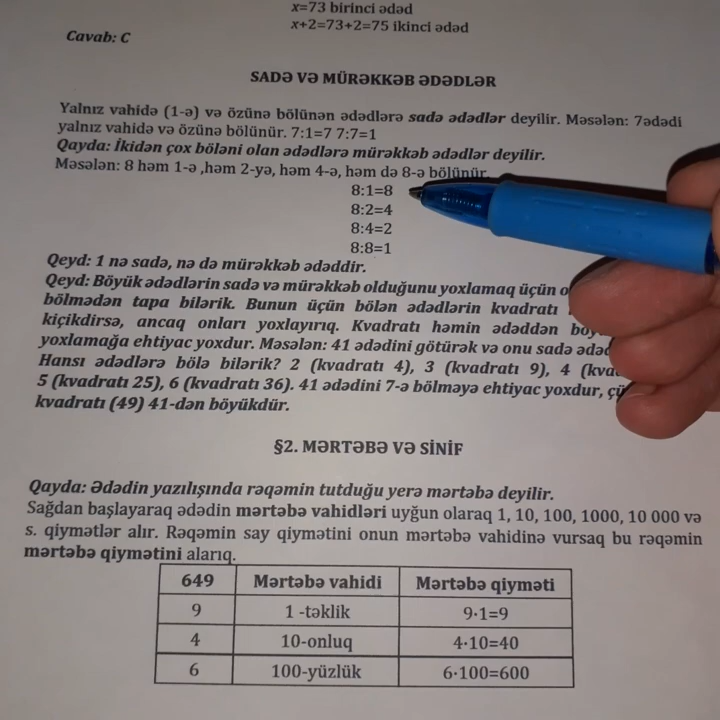 x=73 birinci ədəd
x+2=73+2=75 ikinci ədəd
Cavab: C
SADƏ VƏ MÜRƏKKƏB ƏDƏDLƏR
Yalnız vahidə (1-ə) və özünə bölünən ədədlərə sadə ədədlər deyilir. Məsələn: 7ədədi
yalnız vahidə və özünə bölünür. 7:1=7 7:7=1
Qayda: İkidən çox böləni olan ədədlərə mürəkkəb ədədlər deyilir.
Məsələn: 8 həm 1-ə ,həm 2-yə, həm 4-ə, həm də 8-ə bölünür.
8:1=8
8:2=4
8:4=2
8:8=1
Qeyd: 1 nə sadə, nə də mürəkkəb ədəddir.
Qeyd: Böyük ədədlərin sadə və mürəkkəb olduğunu yoxlamaq üçün
bölmədən tapa bilərik. Bunun üçün bölən ədədlərin kvadratı
kiçikdirsə, ancaq onları yoxlayırıq. Kvadratı həmin ədəddən
yoxlamağa ehtiyac yoxdur. Məsələn: 41 ədədini götürək və onu sadə
Hansı ədədlərə bölə bilərik? 2 (kvadratı 4), 3 (kvadratı 9), 4
5 (kvadratı 25), 6 (kvadratı 36). 41 ədədini 7-ə bölməyə ehtiyac yoxdur,
kvadratı (49) 41-dən böyükdür.
§2. MƏRTƏBƏ VƏ SİNİF
Qayda: Ədədin yazılışında rəqəmin tutduğu yerə mərtəbə deyilir.
Sağdan başlayaraq ədədin mərtəbə vahidləri uyğun olaraq 1, 10, 100, 1000, 10 000 və
s. qiymətlər alır. Rəqəmin say qiymətini onun mərtəbə vahidinə vursaq bu rəqəmin
mərtəbə qiymətini alarıq.
649 Mərtəbə vahidi Mərtəbə qiyməti
9 1 -təklik 9·1=9
4 10-onluq 4·10=40
6 100-yüzlük 6·100=600